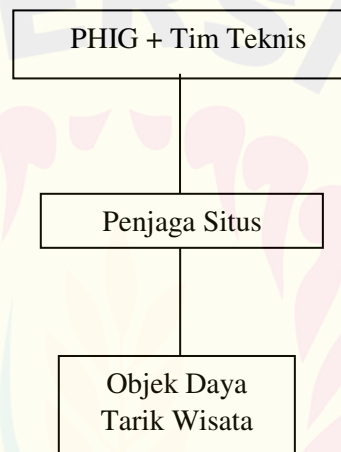 PHIG + Tim Teknis
Penjaga Situs
Objek Daya
Tarik Wisata